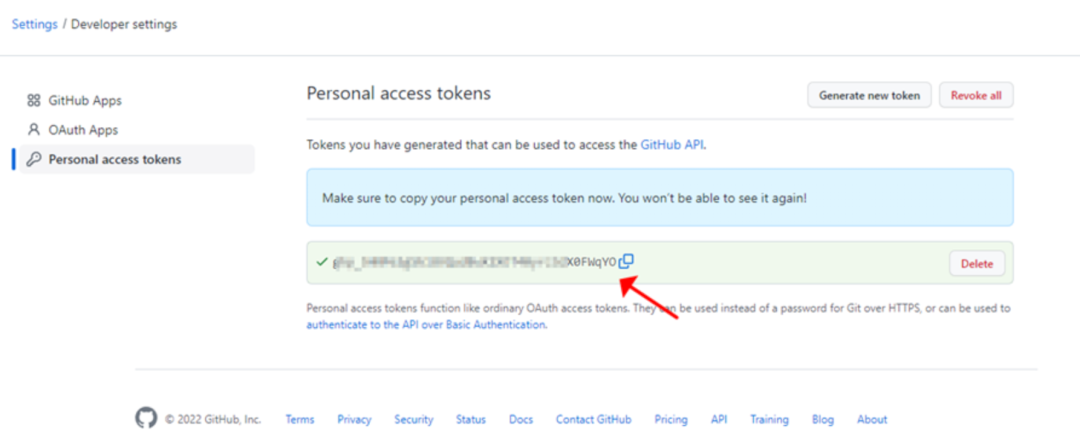 Settings / Developer settings
GitHub Apps
OAuth Apps
Personal access tokens
Personal access tokens
Generate new token
Revoke all
Tokens you have generated that can be used to access the GitHub API.
Make sure to copy your personal access token now. You won't be able to see it again!
X0FWqYO
Delete
Personal access tokens function like ordinary OAuth access tokens. They can be used instead of a password for Git over HTTPS, or can be used to
authenticate to the API over Basic Authentication.
© 2022 GitHub, Inc. Terms Privacy Security Status Docs Contact GitHub Pricing API Training Blog About